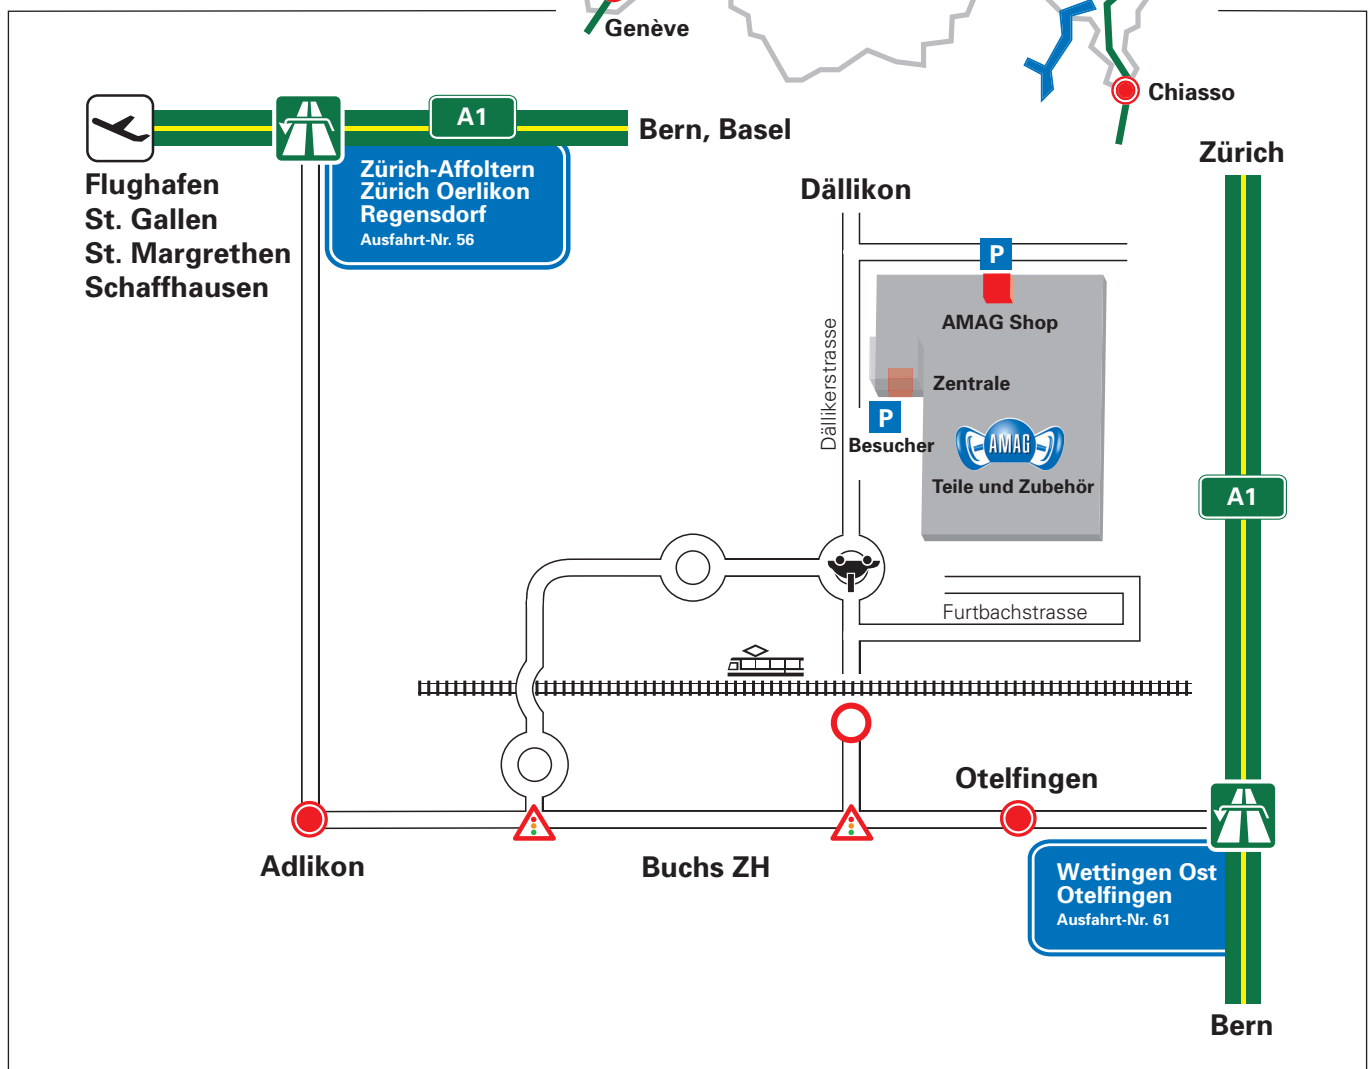 Genève
Chiasso
A1
Bern, Basel
Zürich
Flughafen
St. Gallen
St. Margrethen
Schaffhausen
Zürich-Affoltern
Zürich Oerlikon
Regensdorf
Ausfahrt-Nr. 56
Dällikon
P
AMAG Shop
Dällikerstrasse
Zentrale
P
Besucher
AMAG
Teile und Zubehör
A1
Furtbachstrasse
Otelfingen
Adlikon
Buchs ZH
Wettingen Ost
Otelfingen
Ausfahrt-Nr. 61
Bern